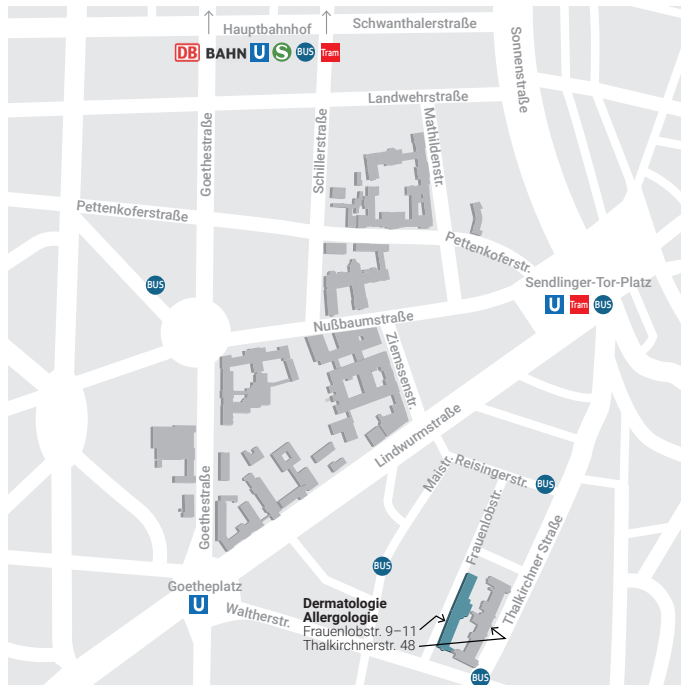 Hauptbahnhof
Schwanthalerstraße
DB BAHN U S BUS Tram
Sonnenstraße
Landwehrstraße
Goethestraße
Schillerstraße
Mathildenstr.
Pettenkoferstraße
Pettenkoferstr.
BUS
Sendlinger-Tor-Platz
U Tram BUS
Nußbaumstraße
Ziemssenstr.
Lindwurmstraße
Maistr.
Reisingerstr.
BUS
Goethestraße
Frauenlobstr.
Thalkirchner Straße
BUS
Goetheplatz
U
Waltherstr.
Dermatologie
Allergologie
Frauenlobstr. 9–11
Thalkirchnerstr. 48
BUS